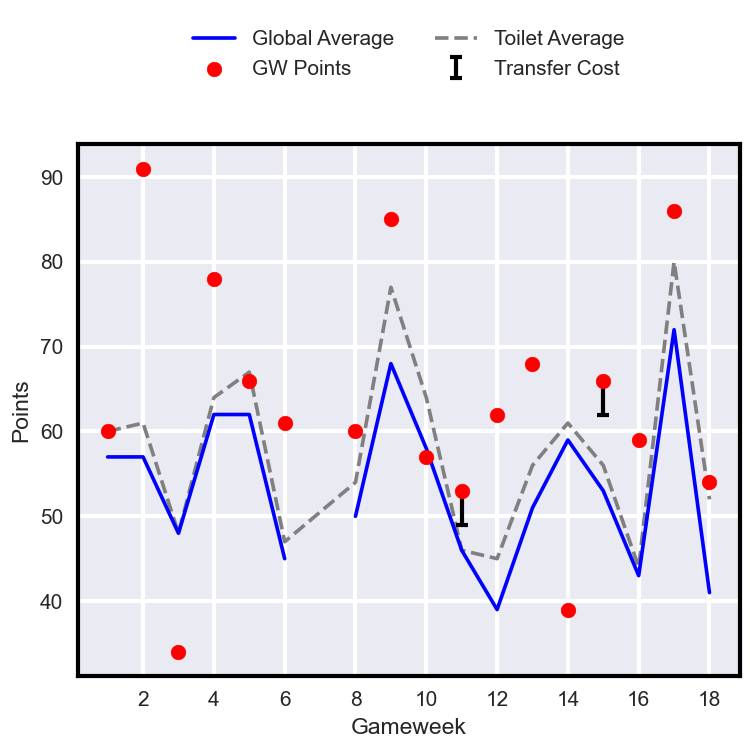 Global Average
Toilet Average
GW Points
Transfer Cost
90
80
70
60
50
40
Points
2 4 6 8 10 12 14 16 18
Gameweek